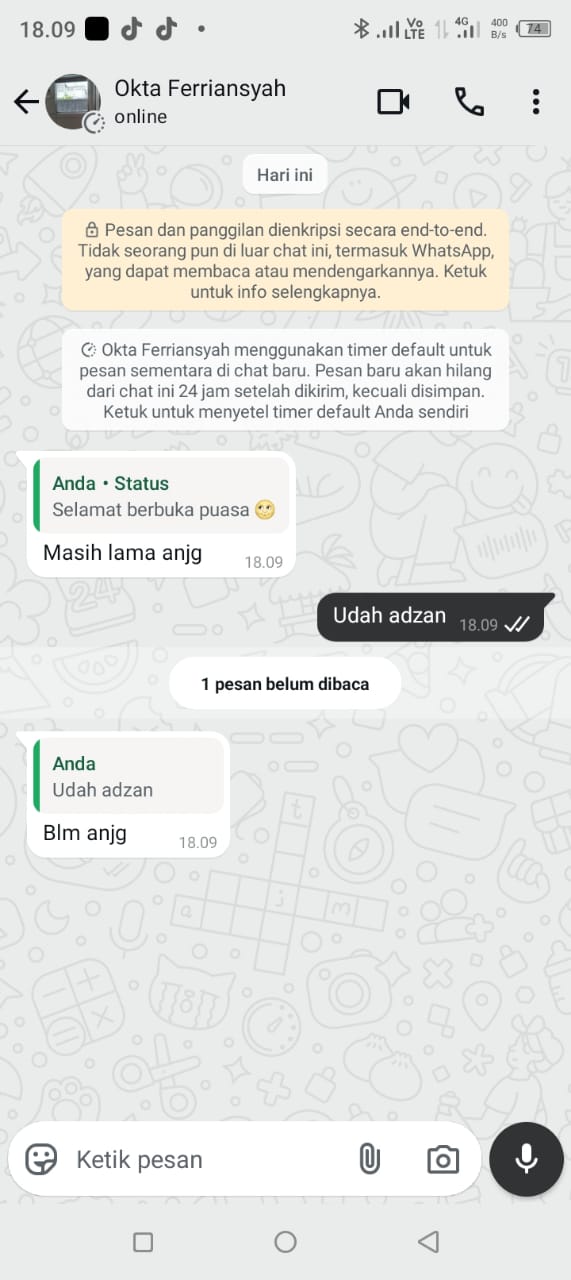 18.09
Vo LTE
4G
400 B/s
74
Okta Ferriansyah
online
Hari ini
Pesan dan panggilan dienkripsi secara end-to-end.
Tidak seorang pun di luar chat ini, termasuk WhatsApp,
yang dapat membaca atau mendengarkannya. Ketuk
untuk info selengkapnya.
Okta Ferriansyah menggunakan timer default untuk
pesan sementara di chat baru. Pesan baru akan hilang
dari chat ini 24 jam setelah dikirim, kecuali disimpan.
Ketuk untuk menyetel timer default Anda sendiri
Anda • Status
Selamat berbuka puasa 🌝
Masih lama anjg
18.09
Udah adzan
18.09
1 pesan belum dibaca
Anda
Udah adzan
Blm anjg
18.09
Ketik pesan